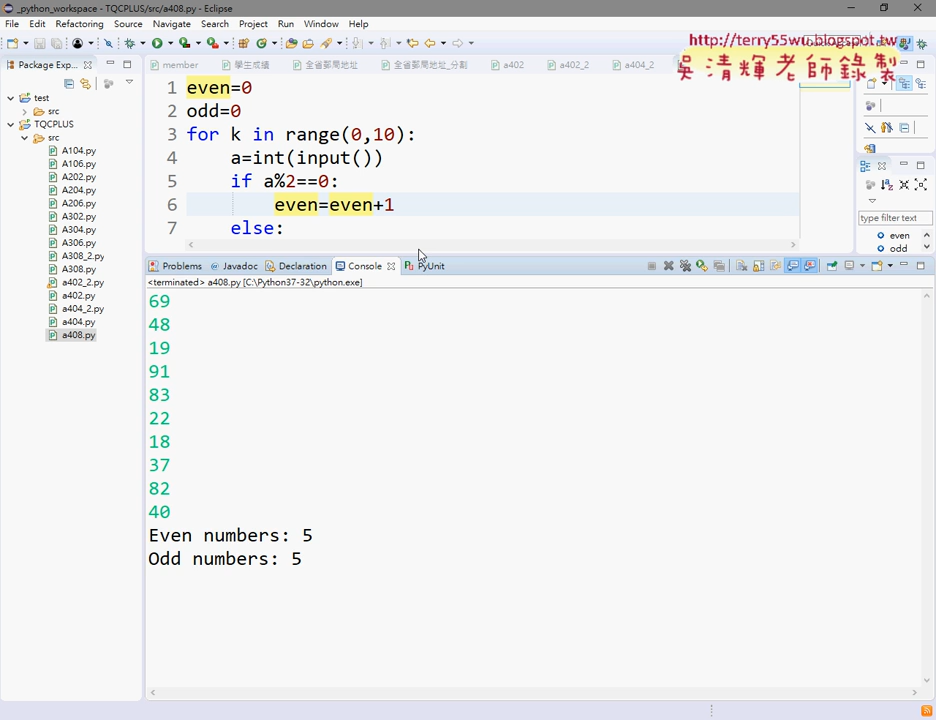 _python_workspace - TQCPLUS/src/a408.py - Eclipse
File Edit Refactoring Source Navigate Search Project Run Window Help
http://terry55wu.blogspot.tw
吳清輝老師錄製
Package Exp...
member 學生成績 全省郵局地址 全省郵局地址_分割 a402 a402_2 a404_2
test
src
TQCPLUS
src
A104.py
A106.py
A202.py
A204.py
A206.py
A302.py
A304.py
A306.py
A308_2.py
A308.py
a402_2.py
a402.py
a404_2.py
a404.py
a408.py
1 even=0
2 odd=0
3 for k in range(0,10):
4 a=int(input())
5 if a%2==0:
6 even=even+1
7 else:
type filter text
even
odd
Problems Javadoc Declaration Console PyUnit
<terminated> a408.py [C:\Python37-32\python.exe]
69
48
19
91
83
22
18
37
82
40
Even numbers: 5
Odd numbers: 5